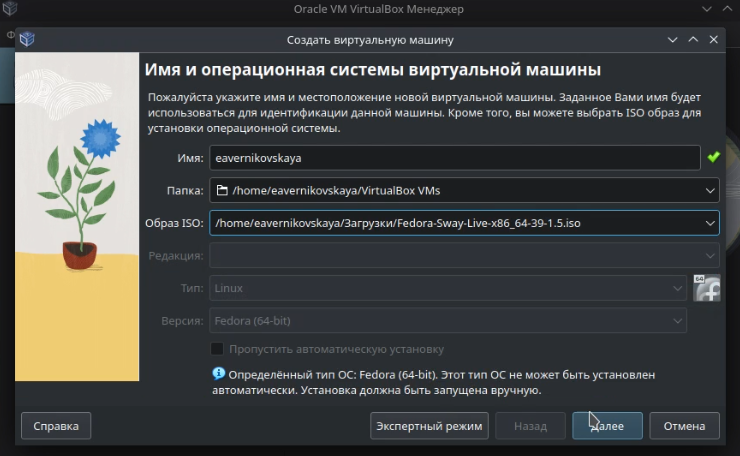 Oracle VM VirtualBox Менеджер
Ф
Создать виртуальную машину
Имя и операционная системы виртуальной машины
Пожалуйста укажите имя и местоположение новой виртуальной машины. Заданное Вами имя будет
использоваться для идентификации данной машины. Кроме того, вы можете выбрать ISO образ для
установки операционной системы.
Имя: eavernikovskaya
Папка: /home/eavernikovskaya/VirtualBox VMs
Образ ISO: /home/eavernikovskaya/Загрузки/Fedora-Sway-Live-x86_64-39-1.5.iso
Редакция:
Тип: Linux 64
Версия: Fedora (64-bit)
Пропустить автоматическую установку
Определённый тип ОС: Fedora (64-bit). Этот тип ОС не может быть установлен
автоматически. Установка должна быть запущена вручную.
Справка Экспертный режим Назад Далее Отмена